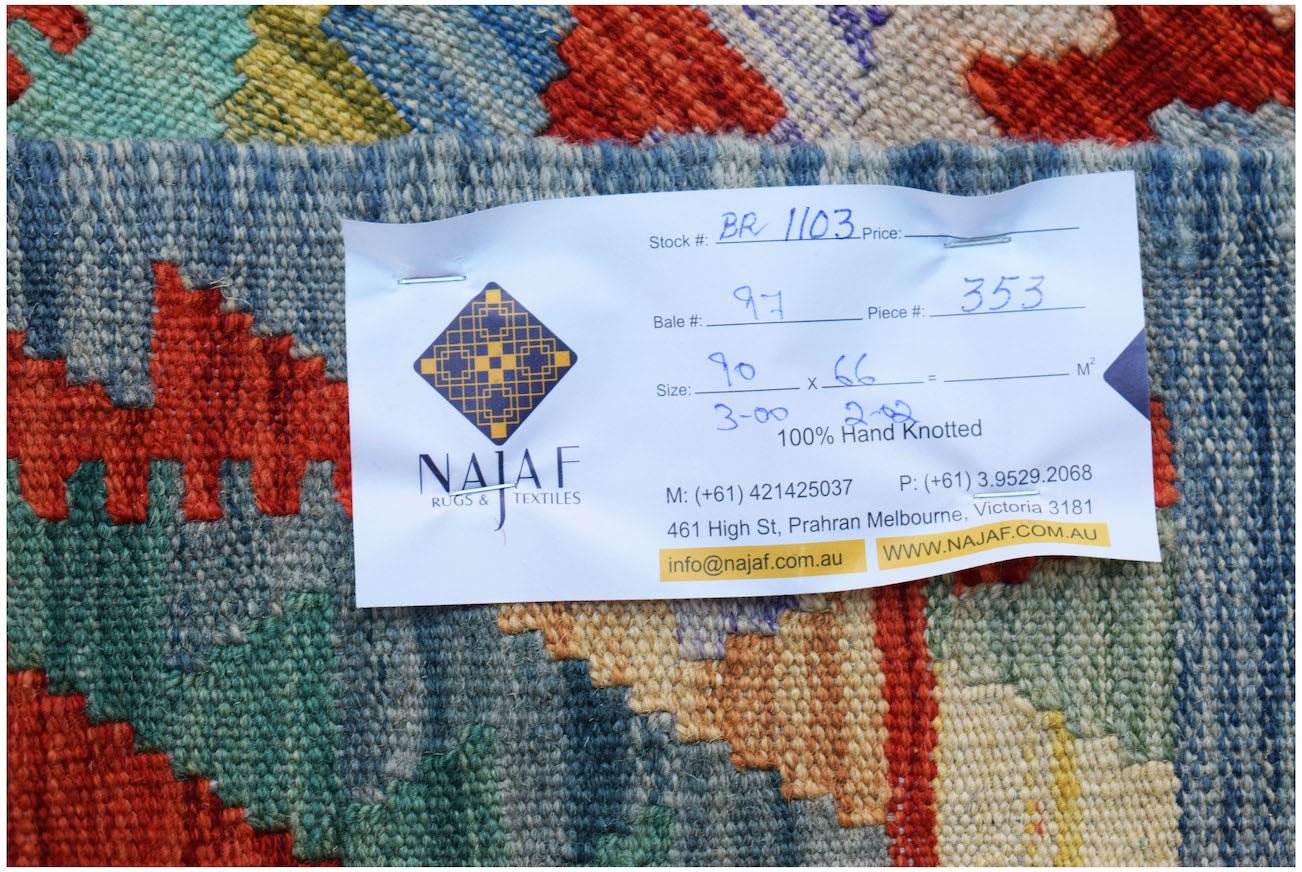 Stock #: BR 1103 Price:
Bale #: 97 Piece #: 353
Size: 90 X 66 = M²
3-00 2-02
100% Hand Knotted
NAJAF
RUGS & TEXTILES
M: (+61) 421425037 P: (+61) 3.9529.2068
461 High St, Prahran Melbourne, Victoria 3181
info@najaf.com.au WWW.NAJAF.COM.AU